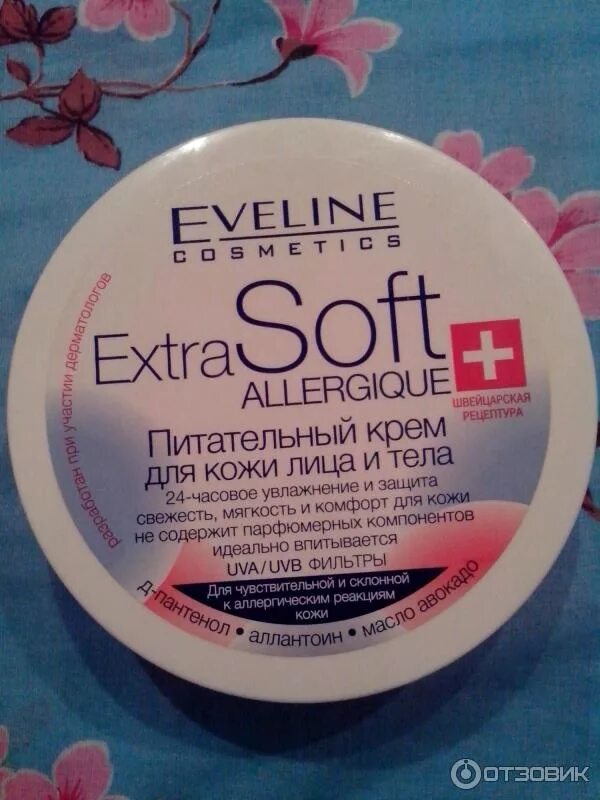 EVELINE
COSMETICS
Extra Soft
ALLERGIQUE
ШВЕЙЦАРСКАЯ
РЕЦЕПТУРА
разработан при участии дерматологов
Питательный крем
для кожи лица и тела
24-часовое увлажнение и защита
свежесть, мягкость и комфорт для кожи
не содержит парфюмерных компонентов
идеально впитывается
UVA/UVB ФИЛЬТРЫ
Для чувствительной и склонной
к аллергическим реакциям
кожи
д-пантенол • аллантоин • масло авокадо
ОТЗОВИК